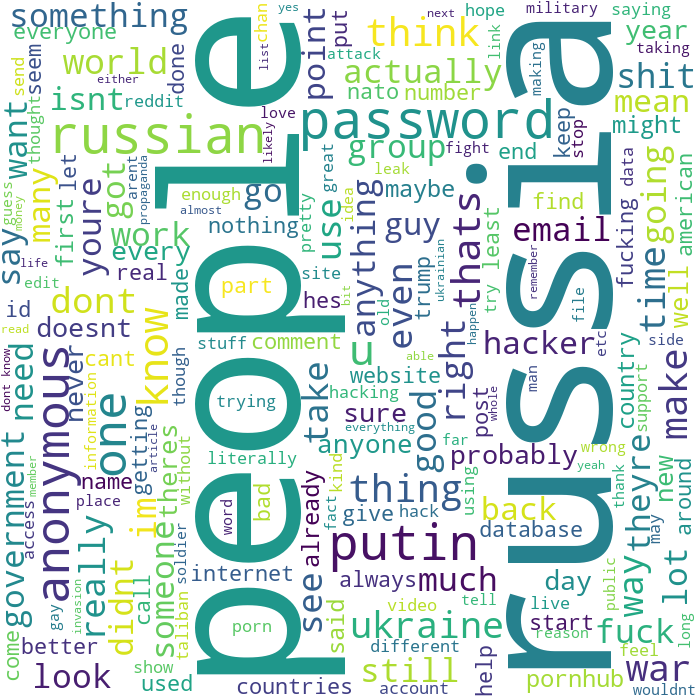 something
everyone
world
isnt
reddit
russian
people
russia
password
think
actually
nato
number
group
point
put
attack
chan
yes
list
either
love
likely
next
hope
link
military
saying
taking
year
shit
mean
might
making
stop
keep
fight
end
leak
maybe
guy
use
great
pretty
idea
anything
even
trump
ukrainian
old
bit
thats
right
email
find
try
least
data
fucking
going
time
well
american
remember
file
etc
send
seem
done
thought
want
say
many
guess
money
life
edit
read
first
let
youre
arent
propaganda
got
work
every
real
enough
almost
go
nothing
made
part
site
hes
dont
id
doesnt
need
never
cant
know
though
stuff
comment
u
website
hacking
able
happen
hacker
man
side
country
support
make
dont know
government
anonymous
one
information
im
getting
article
someone
theres
without
trying
literally
take
sure
anyone
everything
good
far
post
whole
probably
wrong
yeah
thank
new
around
may
they're
way
lot
long
name
place
access
member
really
didnt
call
taliban
soldier
word
bad
internet
already
see
fact
kind
thing
give
hack
using
back
database
day
public
live
start
reason
feel
fuck
war
wouldnt
come
better
look
gay
invasion
show
used
porn
countries
said
putin
always
much
video
tell
ukraine
different
still
account
help
pornhub